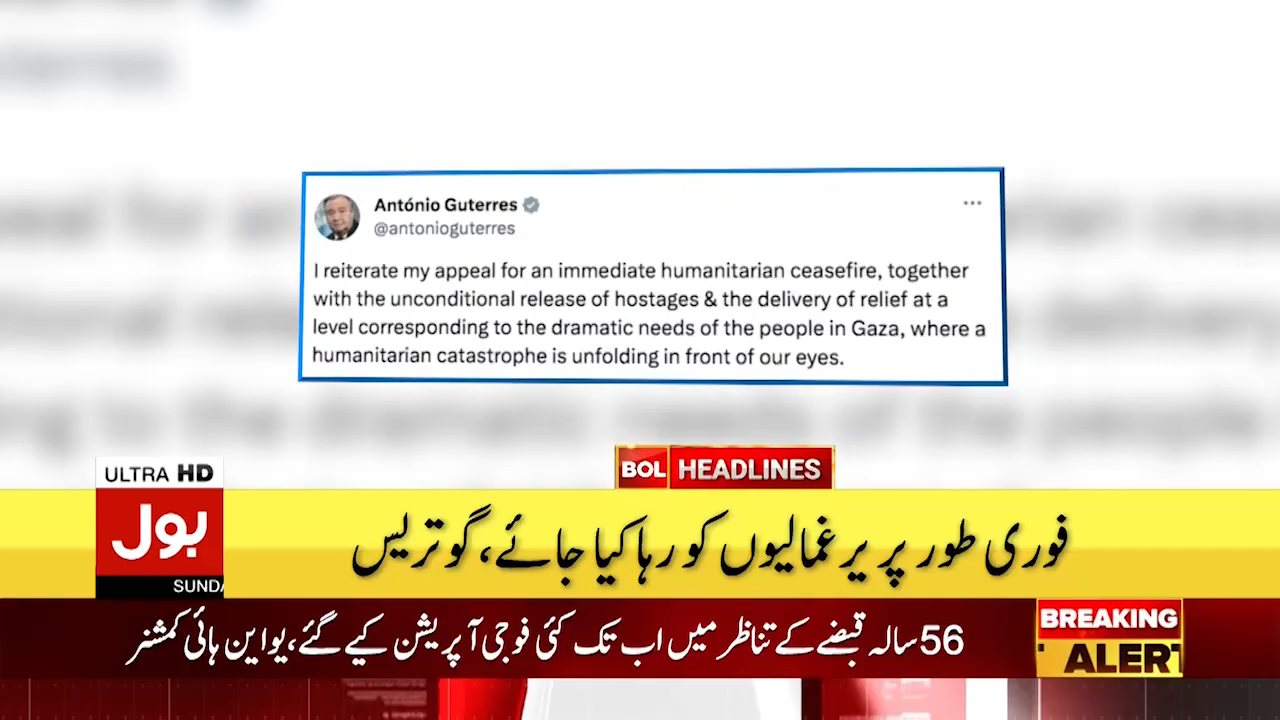 António Guterres
@antonioguterres
I reiterate my appeal for an immediate humanitarian ceasefire, together
with the unconditional release of hostages & the delivery of relief at a
level corresponding to the dramatic needs of the people in Gaza, where a
humanitarian catastrophe is unfolding in front of our eyes.
BOL HEADLINES
ULTRA HD
بول
SUNDA
فوری طور پر یرغمالیوں کو رہا کیا جائے، گوتریس
56 سالہ قبضے کے تناظر میں اب تک کئی فوجی آپریشن کیے گئے، یو این ہائی کمشنر
BREAKING
ALERT